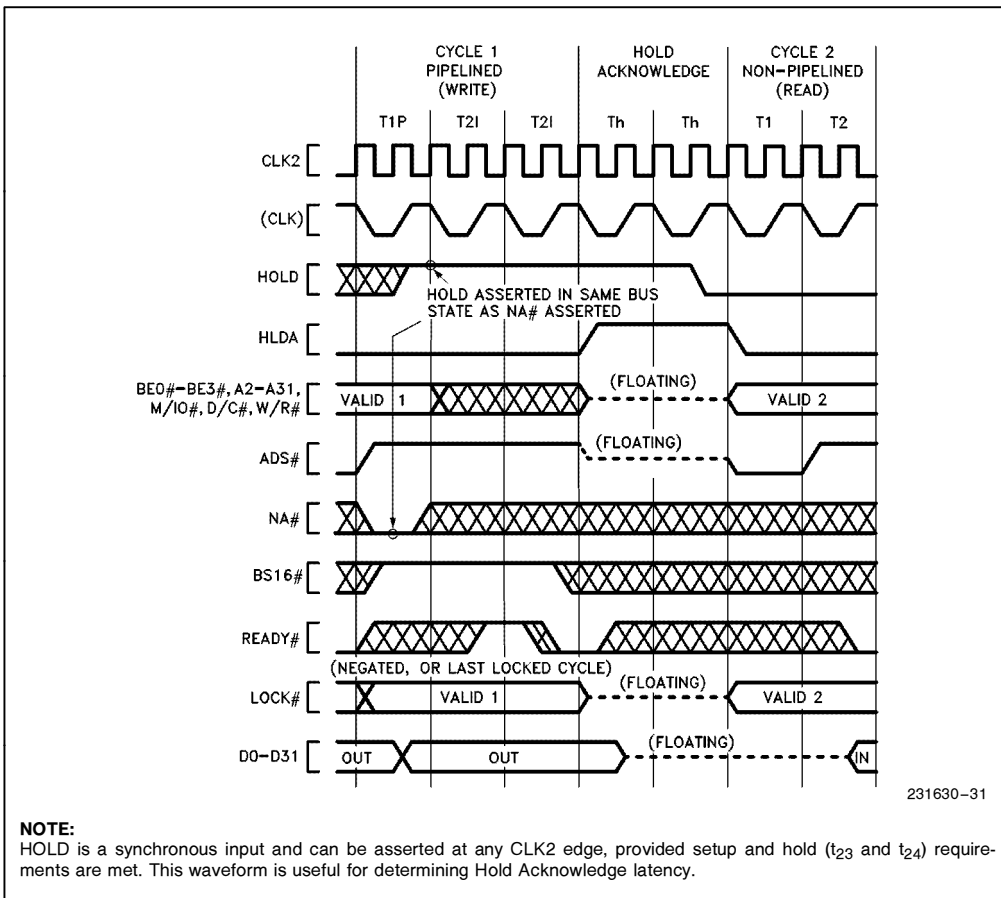 CYCLE 1 HOLD CYCLE 2
PIPELINED ACKNOWLEDGE NON-PIPELINED
(WRITE) (READ)
T1P T2I T2I Th Th T1 T2
CLK2
(CLK)
HOLD
HOLD ASSERTED IN SAME BUS
STATE AS NA# ASSERTED
HLDA
BE0#-BE3#, A2-A31,
M/IO#, D/C#, W/R#
VALID 1 (FLOATING) VALID 2
ADS# (FLOATING)
NA#
BS16#
READY#
(NEGATED, OR LAST LOCKED CYCLE)
LOCK# VALID 1 (FLOATING) VALID 2
D0-D31 OUT OUT (FLOATING) IN
231630-31
NOTE:
HOLD is a synchronous input and can be asserted at any CLK2 edge, provided setup and hold (t23 and t24) require-
ments are met. This waveform is useful for determining Hold Acknowledge latency.